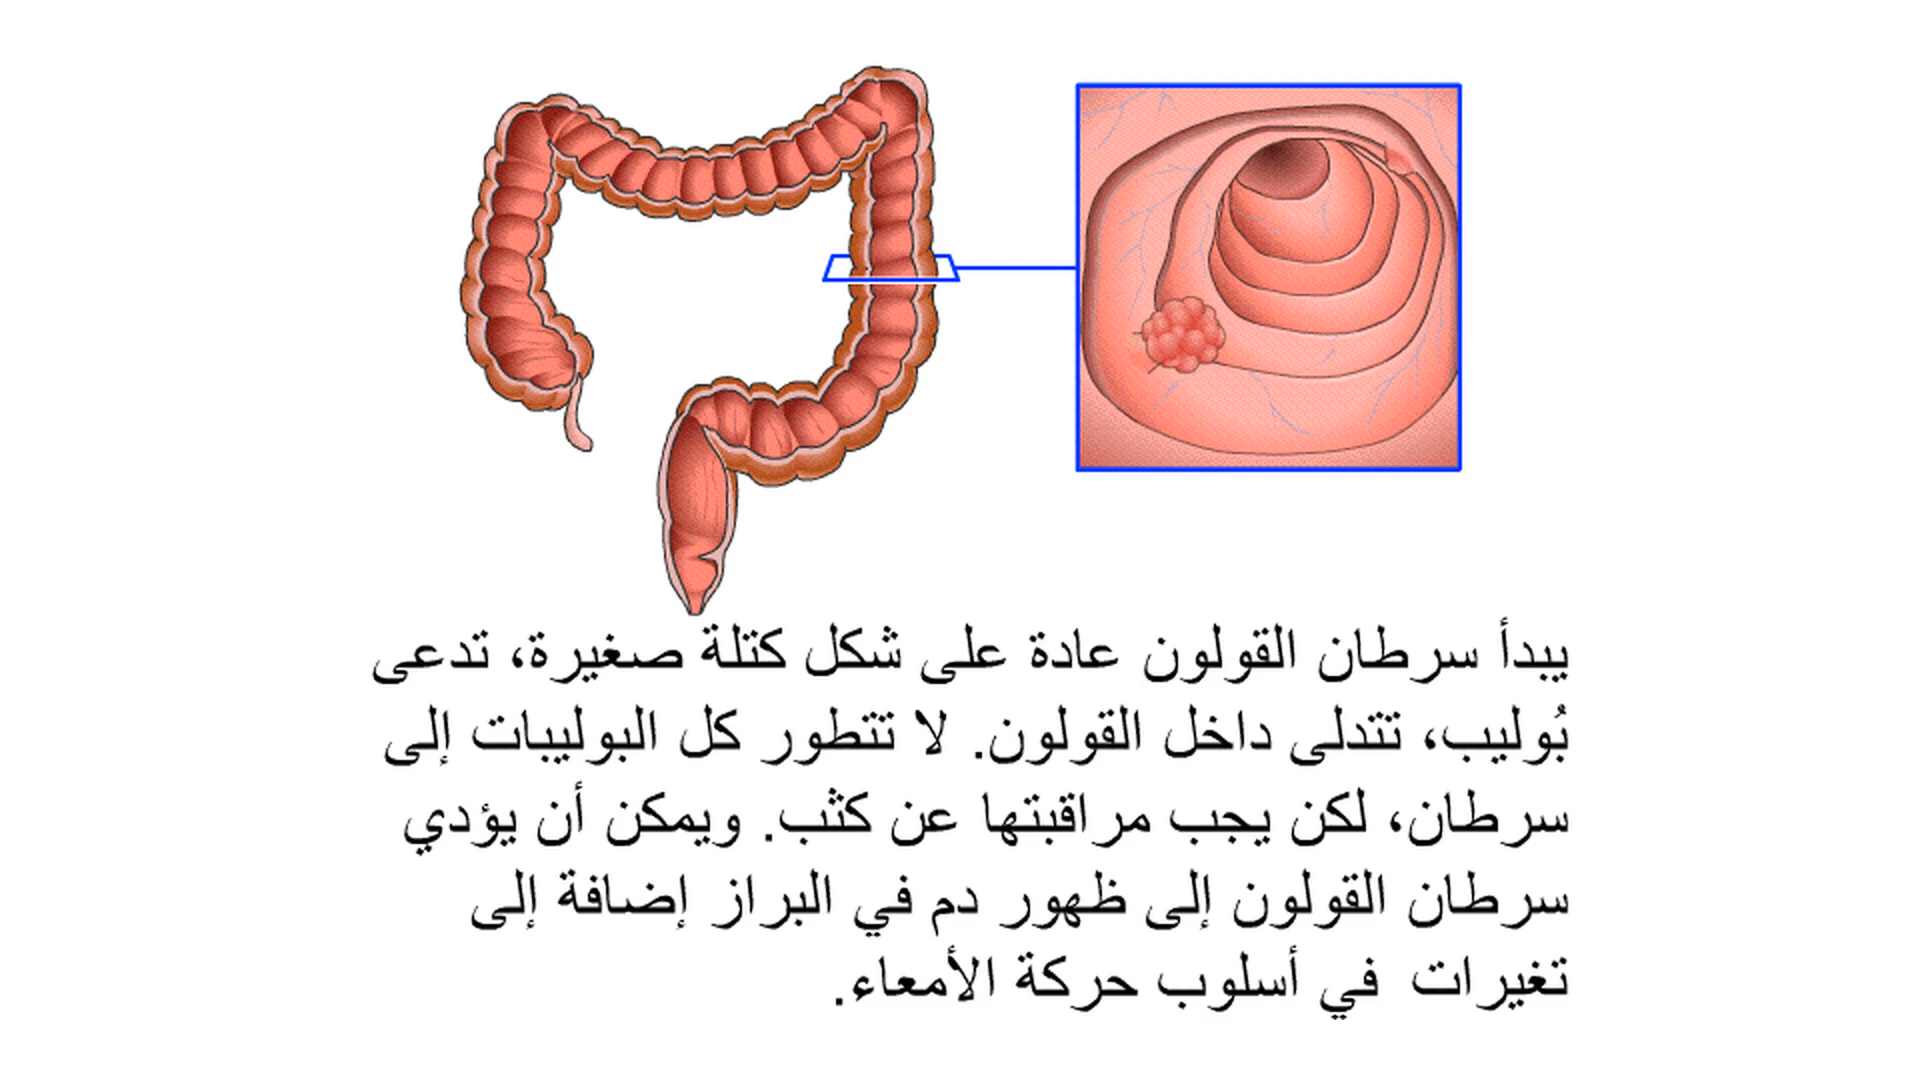 يبدأ سرطان القولون عادة على شكل كتلة صغيرة، تدعى
بُوليب، تتدلى داخل القولون. لا تتطور كل البوليبات إلى
سرطان، لكن يجب مراقبتها عن كثب. ويمكن أن يؤدي
سرطان القولون إلى ظهور دم في البراز إضافة إلى
تغيرات في أسلوب حركة الأمعاء.